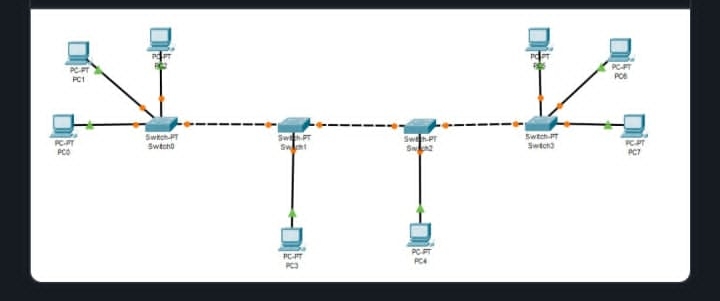 PC-PT
PC1
PC-PT
PC2
PC-PT
PC-PT
PC6
PC-PT
PC0
Switch-PT
Switch0
Switch-PT
Switch1
Switch-PT
Switch2
Switch-PT
Switch3
PC-PT
PC7
PC-PT
PC3
PC-PT
PC4